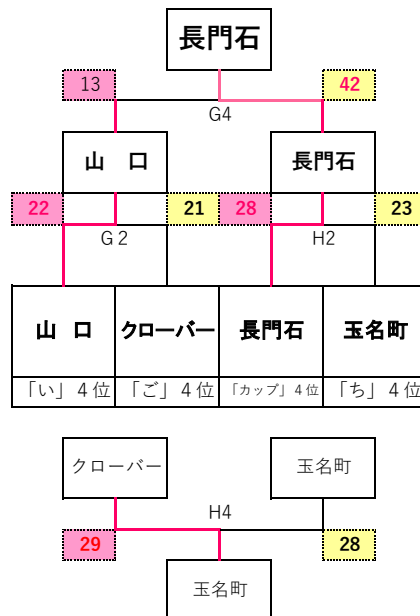 長門石
13 42
G4
山 口 長門石
22 21 28 23
G2 H2
山 口 クローバー 長門石 玉名町
「い」4位 「ご」4位 「カップ」4位 「ち」4位
クローバー 玉名町
H4
29 28
玉名町